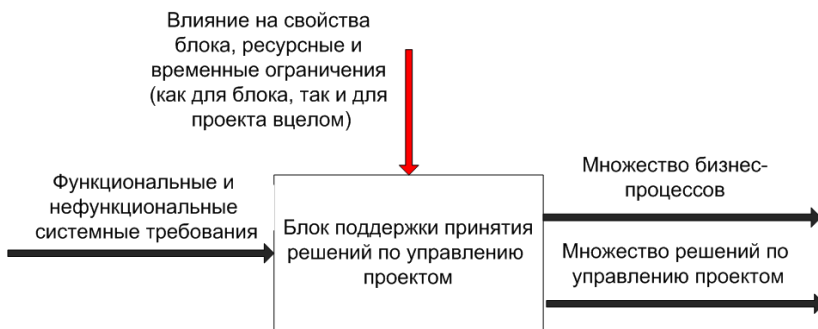 Влияние на свойства
блока, ресурсные и
временные ограничения
(как для блока, так и для
проекта вцелом)
Функциональные и
нефункциональные
системные требования
Блок поддержки принятия
решений по управлению
проектом
Множество бизнес-
процессов
Множество решений по
управлению проектом